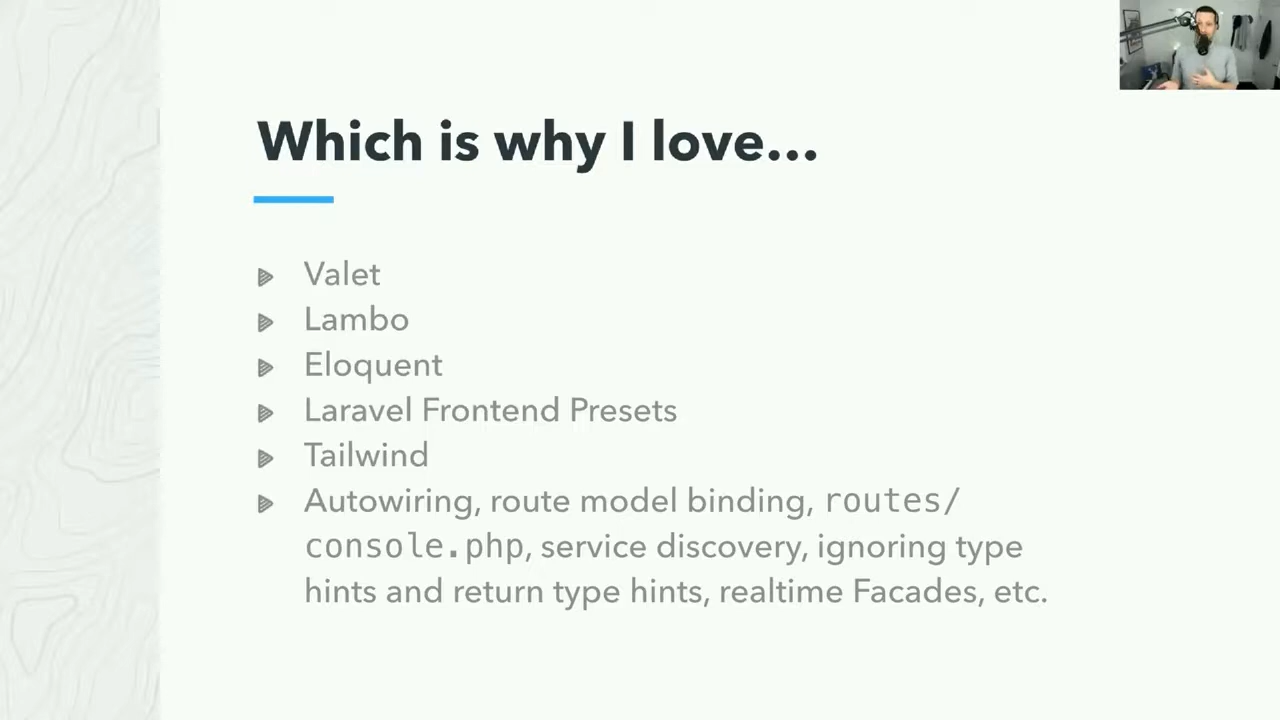 Which is why I love...
Valet
Lambo
Eloquent
Laravel Frontend Presets
Tailwind
Autowiring, route model binding, routes/
console.php, service discovery, ignoring type
hints and return type hints, realtime Facades, etc.